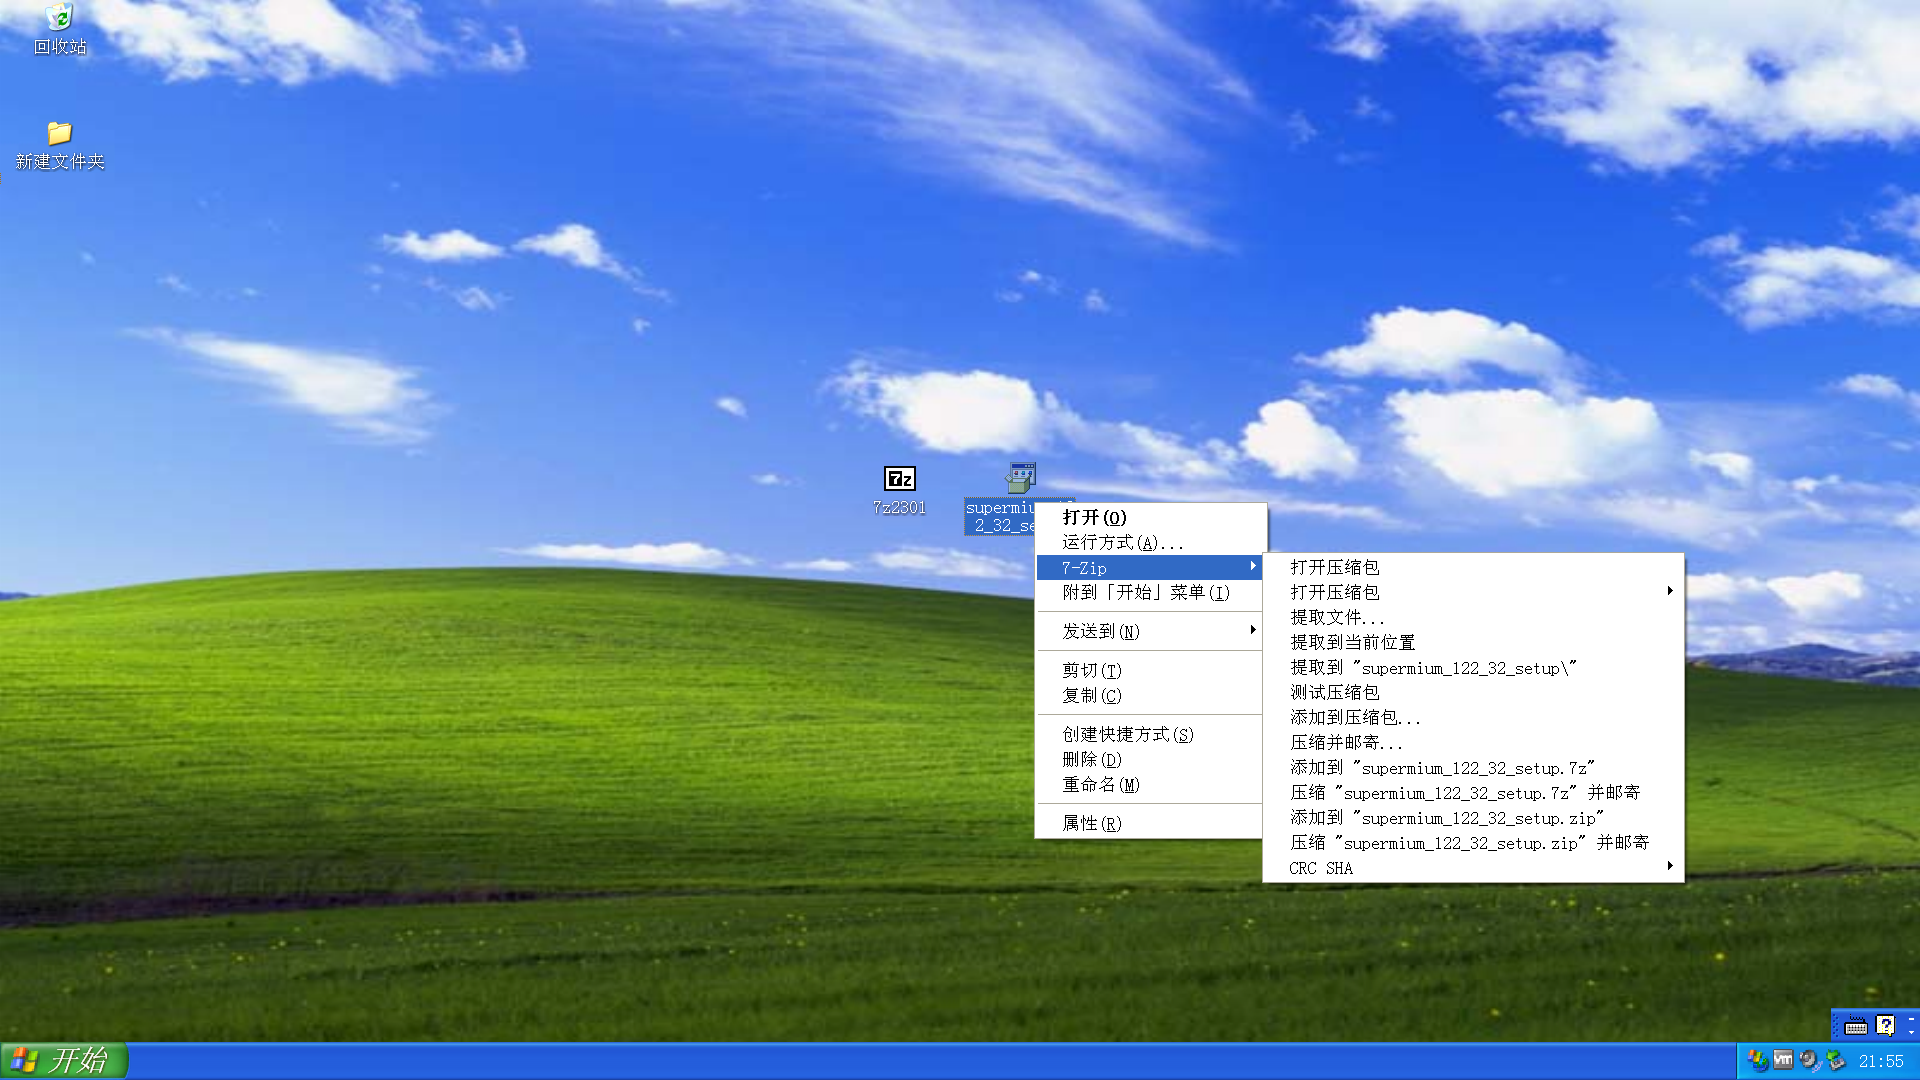 回收站
新建文件夹
7z2301
supermiu
2_32_se
打开(O)
运行方式(A)...
7-Zip
附到「开始」菜单(I)
发送到(N)
剪切(T)
复制(C)
创建快捷方式(S)
删除(D)
重命名(M)
属性(R)
打开压缩包
打开压缩包
提取文件...
提取到当前位置
提取到 "supermium_122_32_setup\"
测试压缩包
添加到压缩包...
压缩并邮寄...
添加到 "supermium_122_32_setup.7z"
压缩 "supermium_122_32_setup.7z" 并邮寄
添加到 "supermium_122_32_setup.zip"
压缩 "supermium_122_32_setup.zip" 并邮寄
CRC SHA
开始
21:55